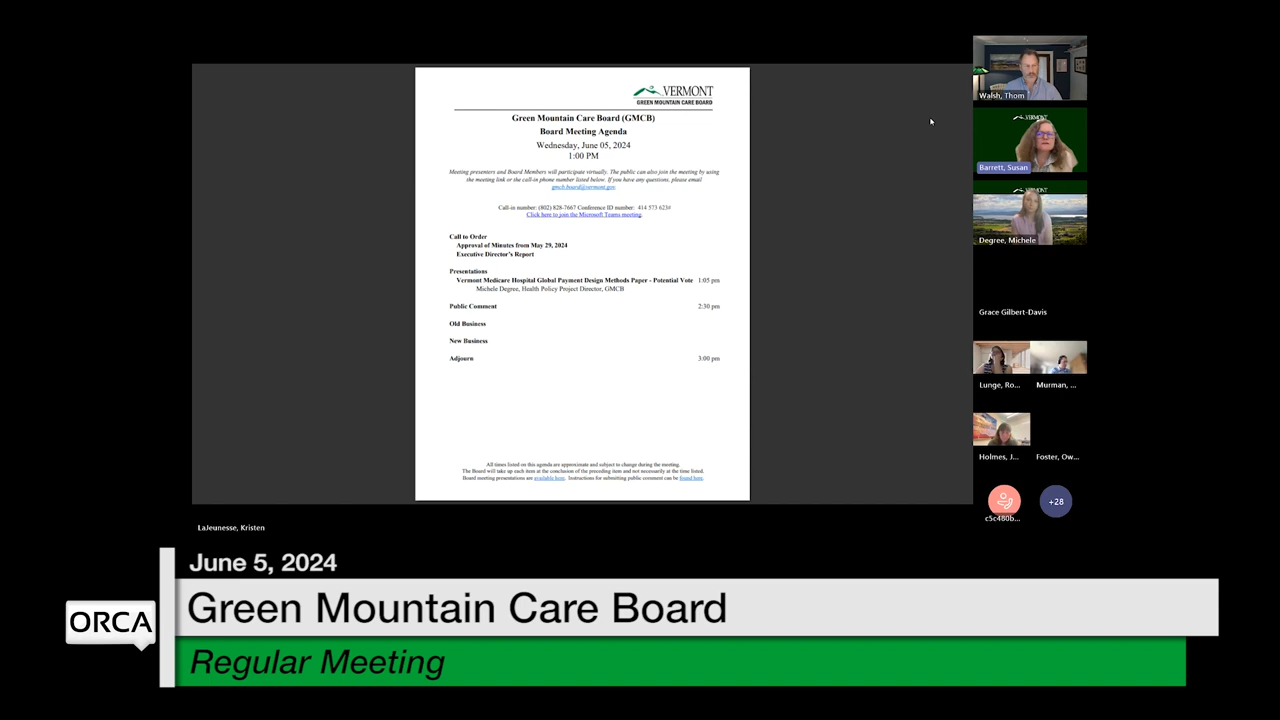 VERMONT
GREEN MOUNTAIN CARE BOARD
Green Mountain Care Board (GMCB)
Board Meeting Agenda
Wednesday, June 05, 2024
1:00 PM
Meeting presenters and Board Members will participate virtually. The public can also join the meeting by using
the meeting link or the call-in phone number listed below. If you have any questions, please email
gmcb.board@vermont.gov
Call-in number: (802) 828-7667 Conference ID number: 414 573 623#
Click here to join the Microsoft Teams meeting.
Call to Order
Approval of Minutes from May 29, 2024
Executive Director's Report
Presentations
Vermont Medicare Hospital Global Payment Design Methods Paper - Potential Vote 1:05 pm
Michele Degree, Health Policy Project Director, GMCB
Public Comment 2:30 pm
Old Business
New Business
Adjourn 3:00 pm
All times listed on this agenda are approximate and subject to change during the meeting.
The Board will take up each item at the conclusion of the preceding item and not necessarily at the time listed.
Board meeting presentations are available here. Instructions for submitting public comment can be found here.
Walsh, Thom
VERMONT
Barrett, Susan
VERMONT
Degree, Michele
Grace Gilbert-Davis
Lunge, Ro...
Murman, ...
Holmes, J...
Foster, Ow...
c5c480b...
+28
LaJeunesse, Kristen
June 5, 2024
ORCA
Green Mountain Care Board
Regular Meeting